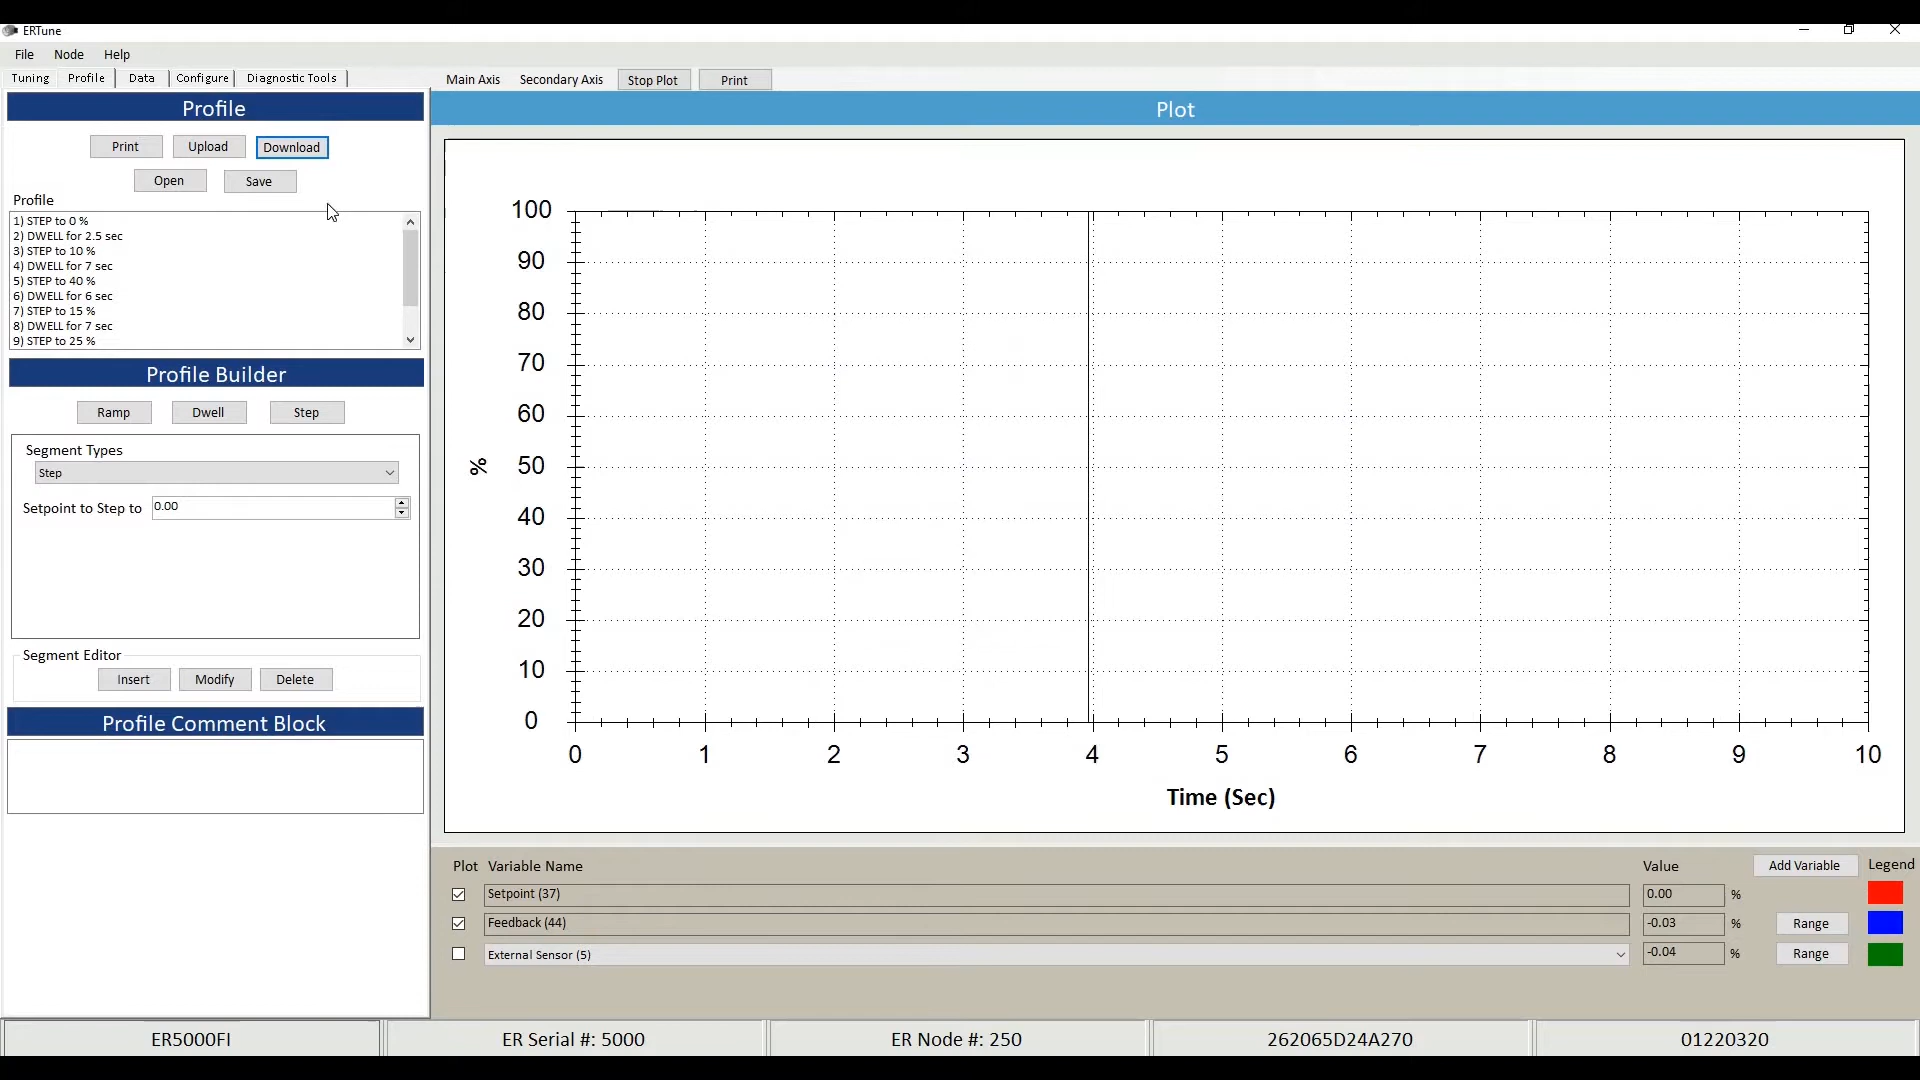 ERTune
File Node Help
Tuning Profile Data Configure Diagnostic Tools
Main Axis Secondary Axis Stop Plot Print
Profile
Print Upload Download
Open Save
Profile
1) STEP to 0 %
2) DWELL for 2.5 sec
3) STEP to 10 %
4) DWELL for 7 sec
5) STEP to 40 %
6) DWELL for 6 sec
7) STEP to 15 %
8) DWELL for 7 sec
9) STEP to 25 %
Profile Builder
Ramp Dwell Step
Segment Types
Step
Setpoint to Step to 0.00
Segment Editor
Insert Modify Delete
Profile Comment Block
Plot
100
90
80
70
60
50
40
30
20
10
0
%
0 1 2 3 4 5 6 7 8 9 10
Time (Sec)
Plot Variable Name Value Add Variable Legend
Setpoint (37) 0.00 %
Feedback (44) -0.03 % Range
External Sensor (5) -0.04 % Range
ER5000FI ER Serial #: 5000 ER Node #: 250 262065D24A270 01220320